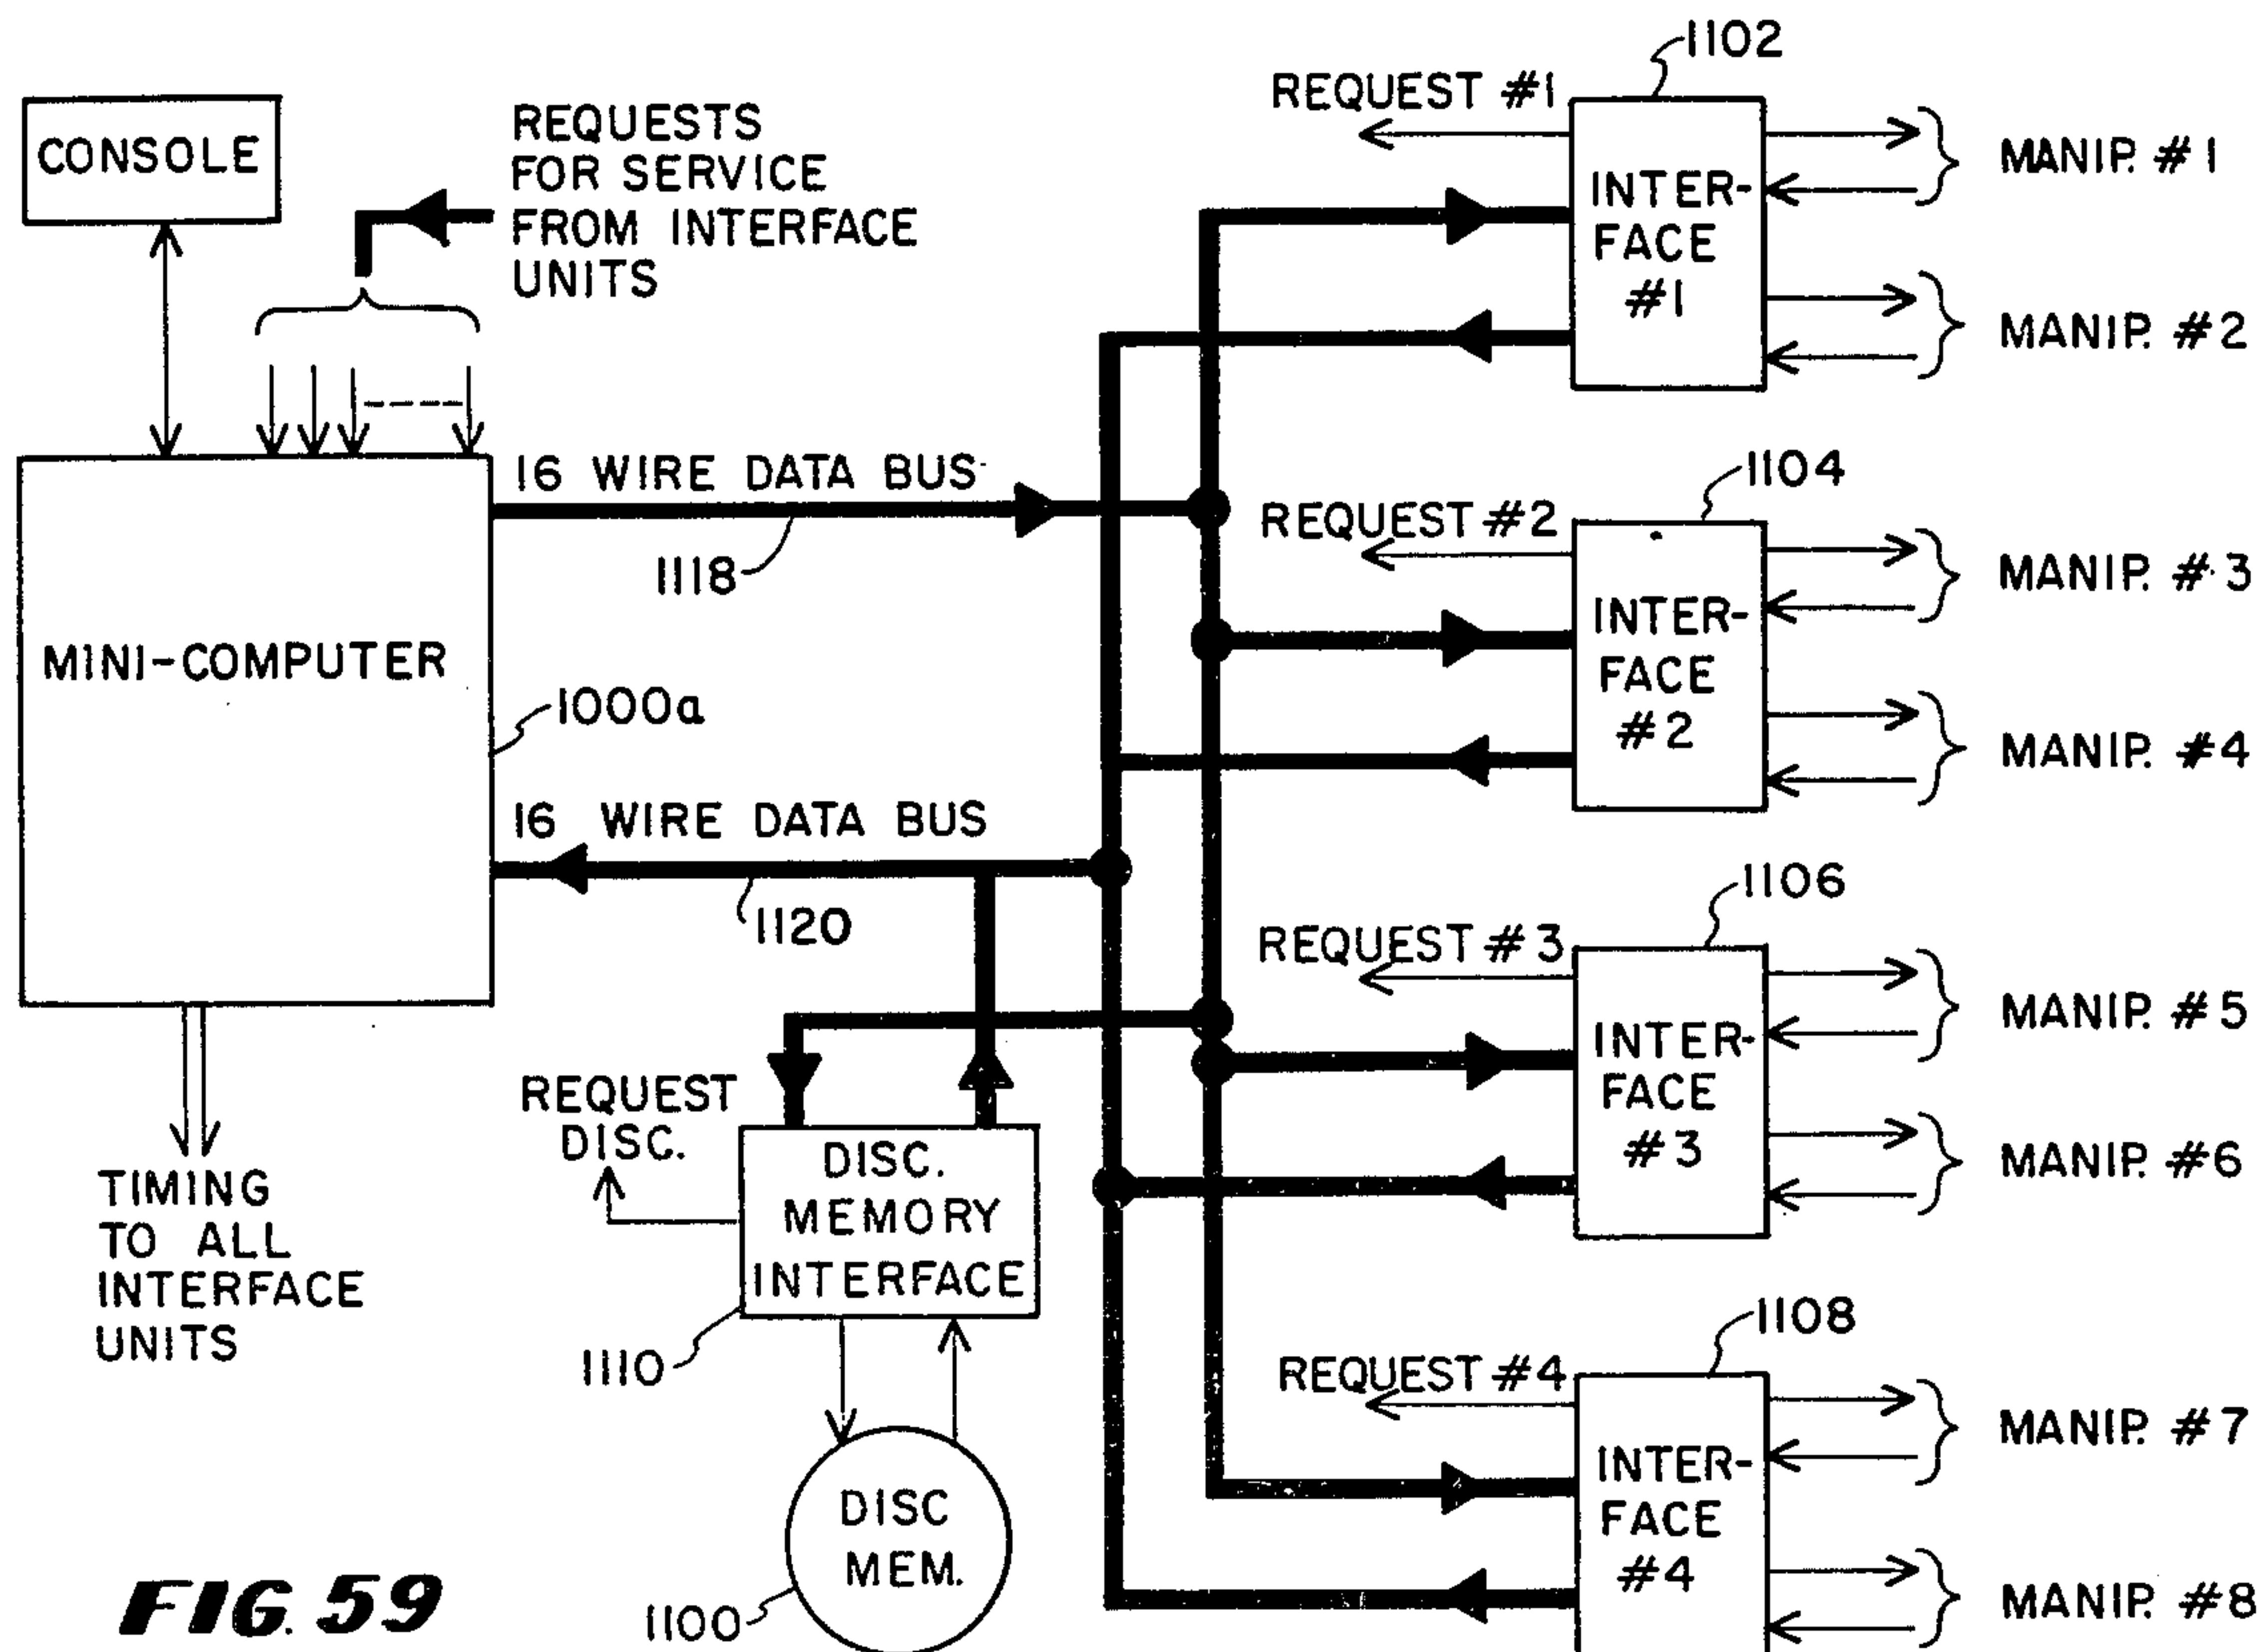 CONSOLE
REQUESTS
FOR SERVICE
FROM INTERFACE
UNITS
MINI-COMPUTER
1000a
16 WIRE DATA BUS
1118
16 WIRE DATA BUS
1120
TIMING
TO ALL
INTERFACE
UNITS
REQUEST
DISC.
DISC.
MEMORY
INTERFACE
1110
DISC
MEM.
1100
1102
REQUEST #1
INTER-
FACE
#1
MANIP. #1
MANIP. #2
1104
REQUEST #2
INTER-
FACE
#2
MANIP. #3
MANIP. #4
1106
REQUEST #3
INTER-
FACE
#3
MANIP. #5
MANIP. #6
1108
REQUEST #4
INTER-
FACE
#4
MANIP. #7
MANIP. #8
FIG. 59